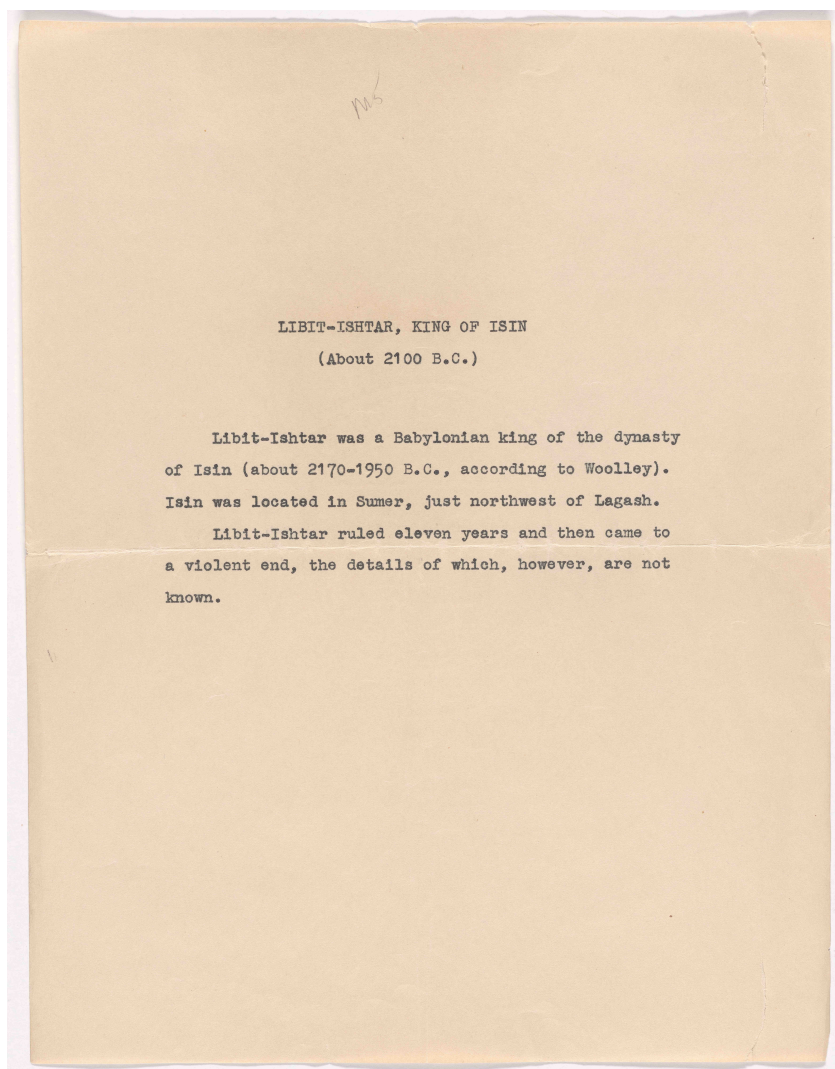 LIBIT-ISHTAR, KING OF ISIN
(About 2100 B.C.)
Libit-Ishtar was a Babylonian king of the dynasty
of Isin (about 2170-1950 B.C., according to Woolley).
Isin was located in Sumer, just northwest of Lagash.
Libit-Ishtar ruled eleven years and then came to
a violent end, the details of which, however, are not
known.